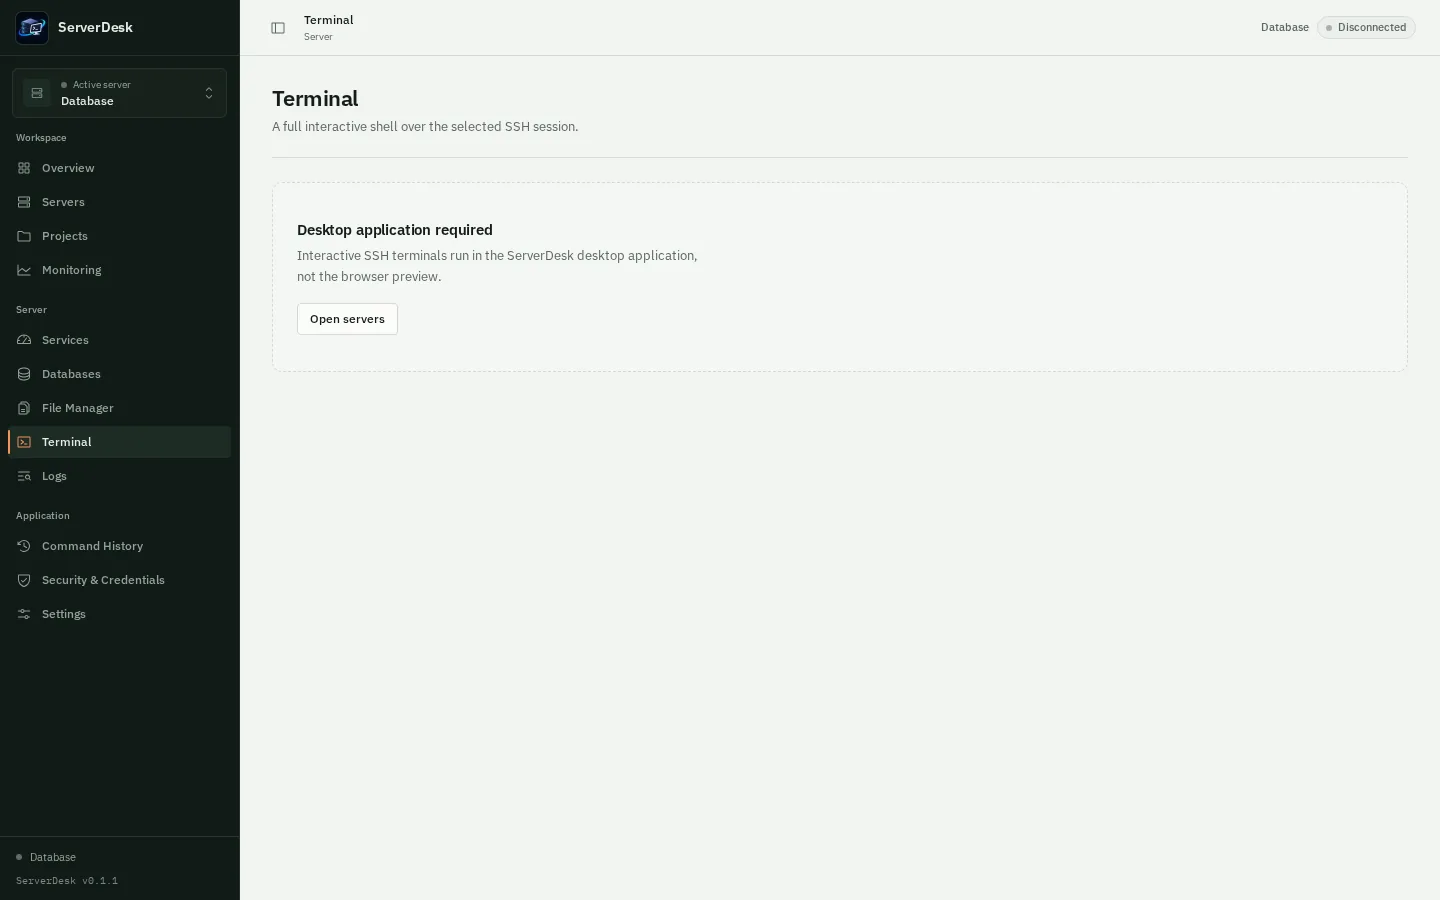 ServerDesk
Active server
Database
Workspace
Overview
Servers
Projects
Monitoring
Server
Services
Databases
File Manager
Terminal
Logs
Application
Command History
Security & Credentials
Settings
Database
ServerDesk v0.1.1
Terminal
Server
Database
Disconnected
Terminal
A full interactive shell over the selected SSH session.
Desktop application required
Interactive SSH terminals run in the ServerDesk desktop application,
not the browser preview.
Open servers